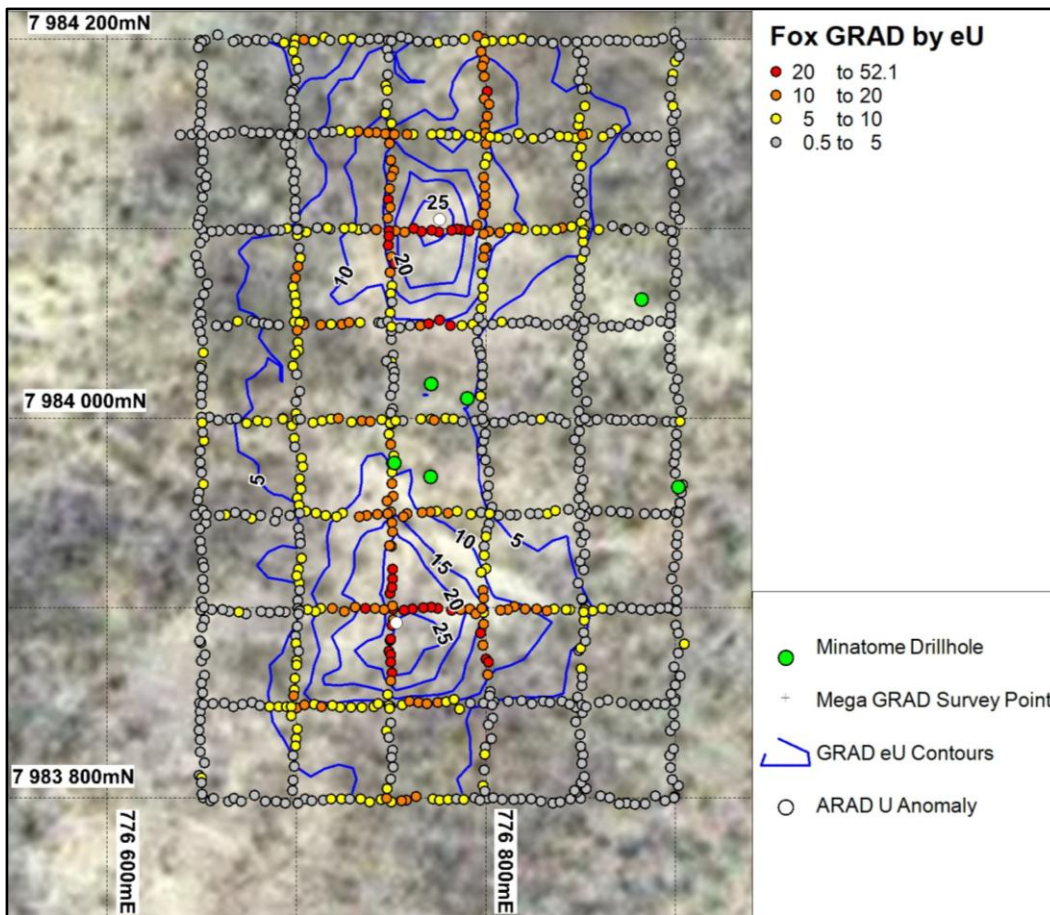 7 984 200mN
Fox GRAD by eU
20 to 52.1
10 to 20
5 to 10
0.5 to 5
25
10
20
7 984 000mN
5
10
5
15
20
25
Minatome Drillhole
Mega GRAD Survey Point
GRAD eU Contours
ARAD U Anomaly
7 983 800mN
776 600mE
776 800mE